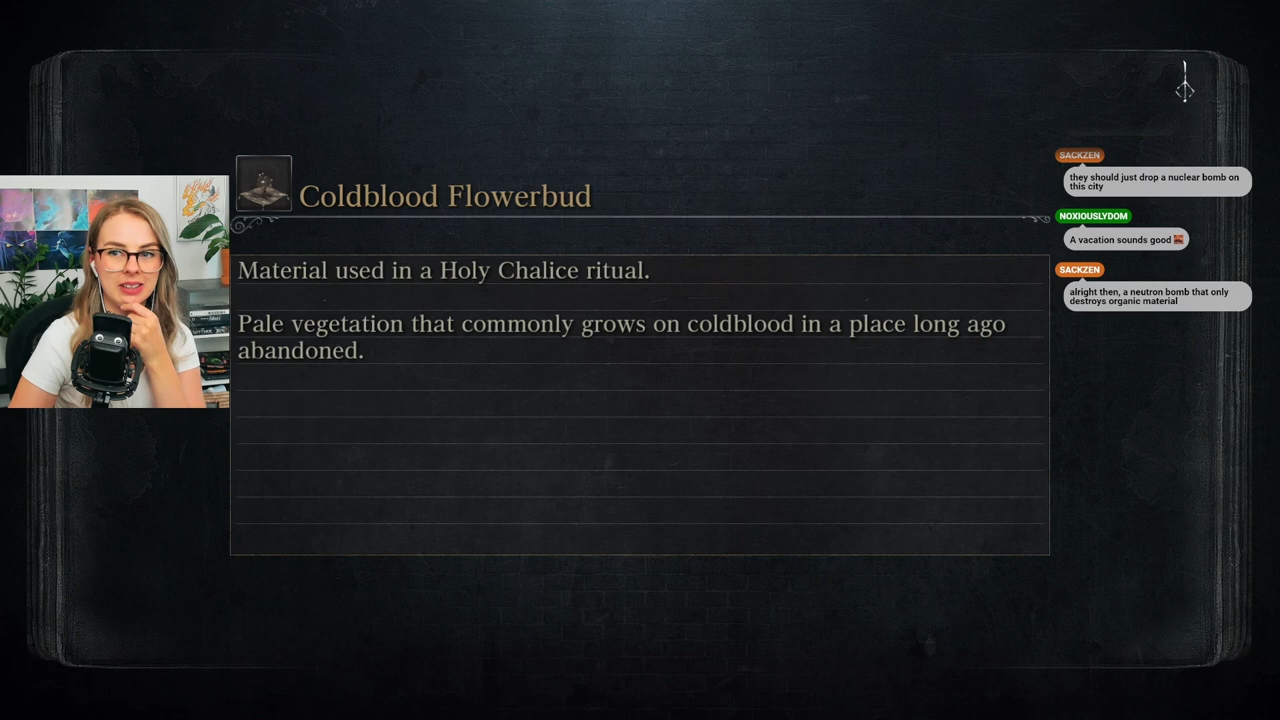 Coldblood Flowerbud
Material used in a Holy Chalice ritual.
Pale vegetation that commonly grows on coldblood in a place long ago
abandoned.
SACKZEN
they should just drop a nuclear bomb on
this city
NOXIOUSLYDOM
A vacation sounds good
SACKZEN
alright then, a neutron bomb that only
destroys organic material